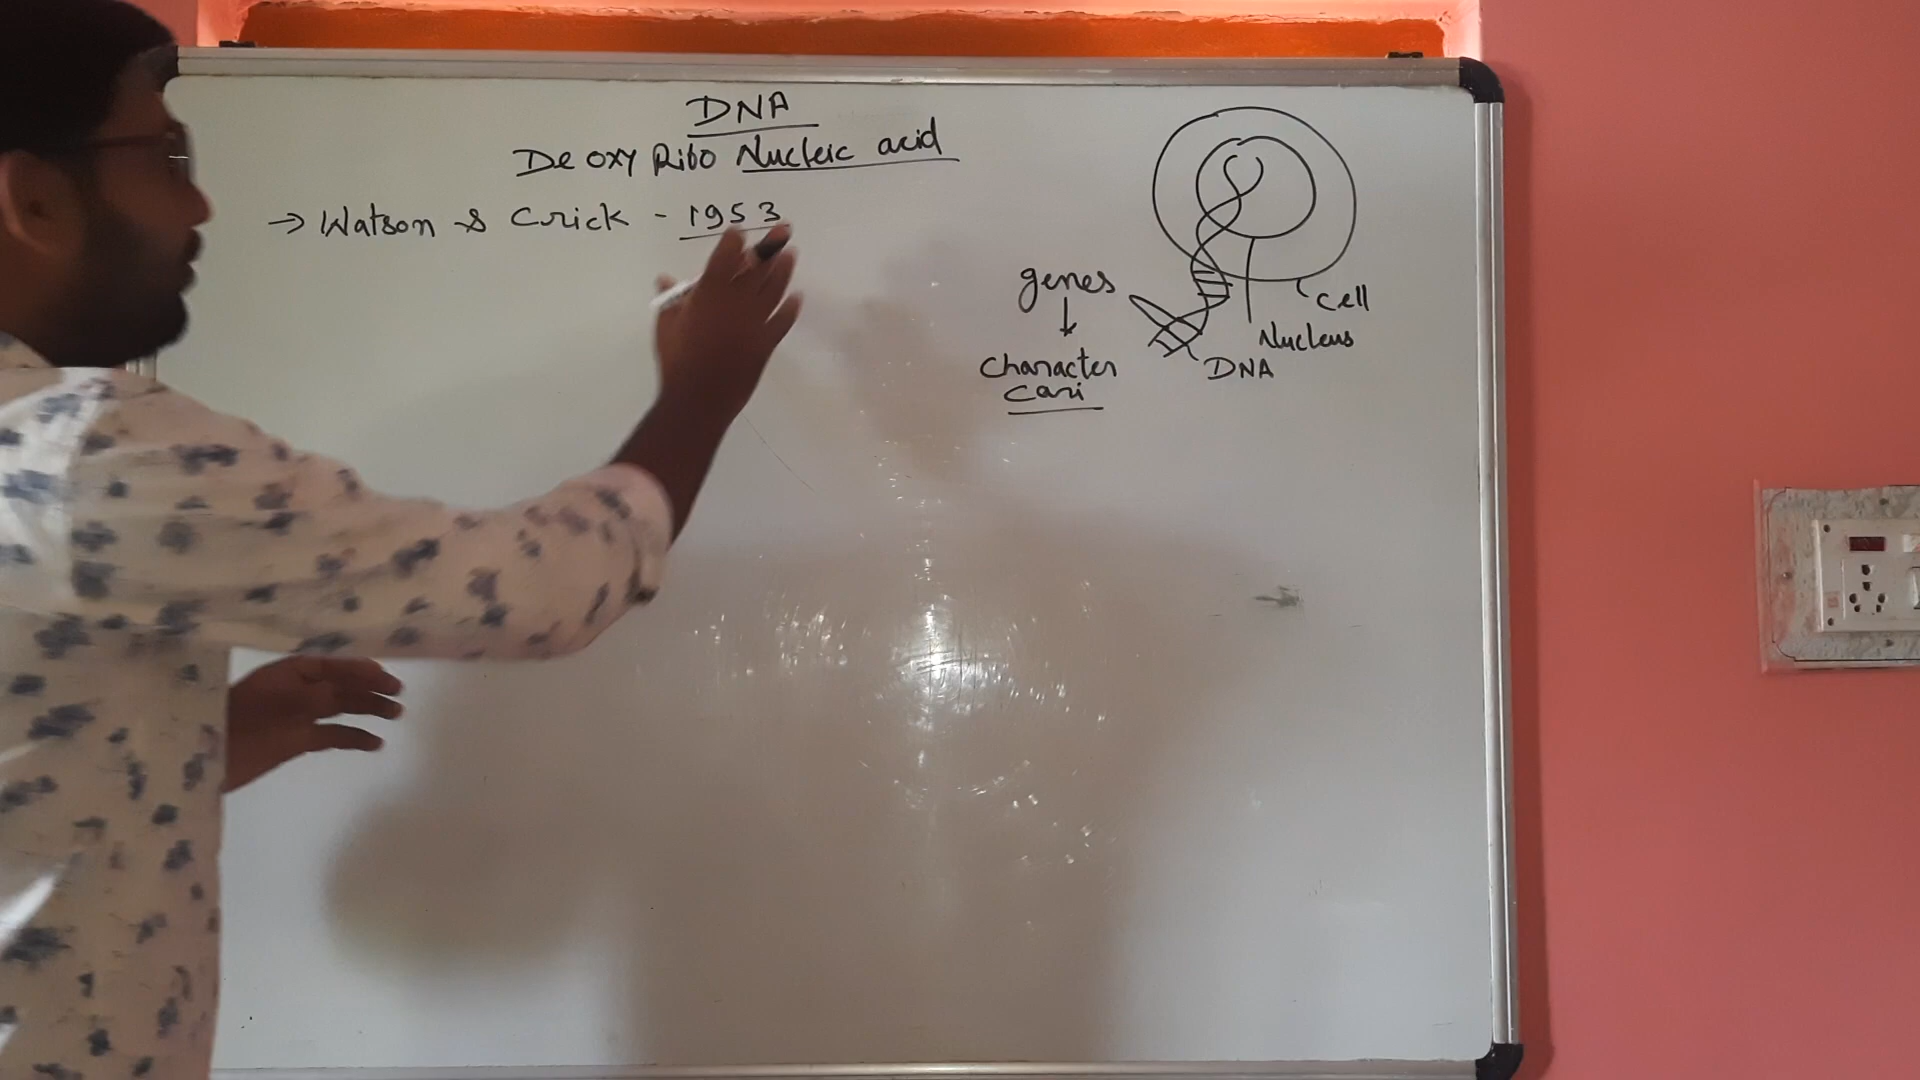 DNA
De oxy Ribo Nucleic acid
→ Watson & Crick - 1953
genes
↓
Character
Cari
Cell
Nucleus
DNA